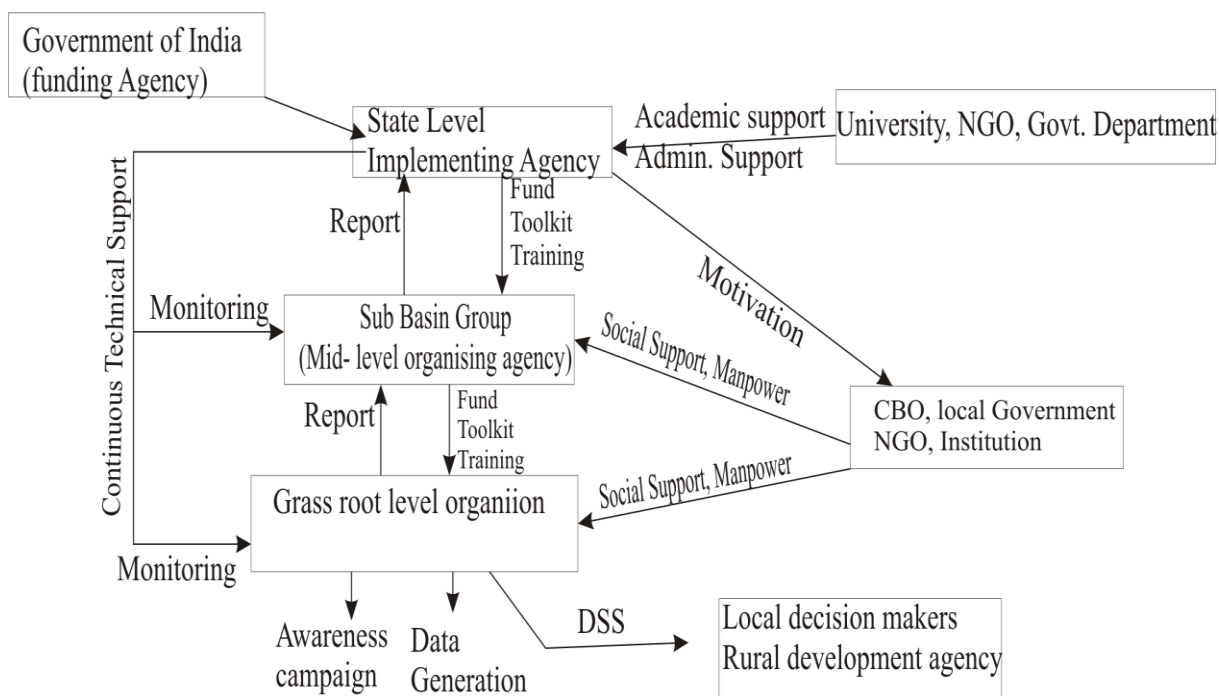 Government of India
(funding Agency)
State Level
Implementing Agency
Academic support
Admin. Support
University, NGO, Govt. Department
Continuous Technical Support
Report
Fund
Toolkit
Training
Motivation
Monitoring
Sub Basin Group
(Mid- level organising agency)
Social Support, Manpower
CBO, local Government
NGO, Institution
Report
Fund
Toolkit
Training
Social Support, Manpower
Grass root level organiion
Monitoring
Awareness
campaign
Data
Generation
DSS
Local decision makers
Rural development agency